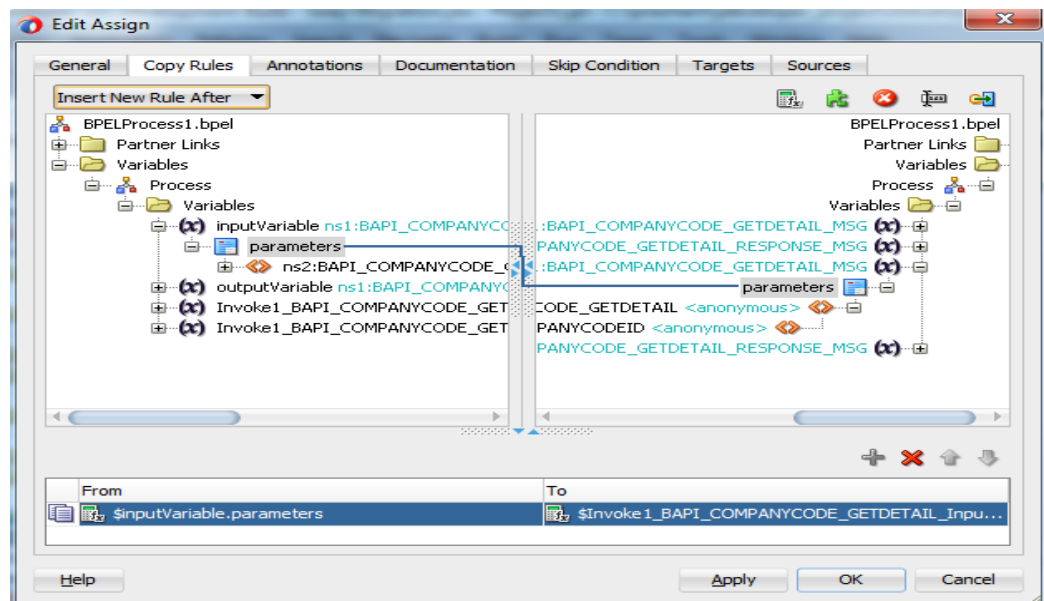 Edit Assign
General Copy Rules Annotations Documentation Skip Condition Targets Sources
Insert New Rule After
BPELProcess1.bpel
Partner Links
Variables
Process
Variables
(x) inputVariable ns1:BAPI_COMPANYC
parameters
ns2:BAPI_COMPANYCODE_
(x) outputVariable ns1:BAPI_COMPANYC
(x) Invoke1_BAPI_COMPANYCODE_GET
(x) Invoke1_BAPI_COMPANYCODE_GET
BPELProcess1.bpel
Partner Links
Variables
Process
Variables
:BAPI_COMPANYCODE_GETDETAIL_MSG (x)
PANYCODE_GETDETAIL_RESPONSE_MSG (x)
:BAPI_COMPANYCODE_GETDETAIL_MSG (x)
parameters
CODE_GETDETAIL <anonymous>
PANYCODEID <anonymous>
PANYCODE_GETDETAIL_RESPONSE_MSG (x)
From To
$inputVariable.parameters $Invoke1_BAPI_COMPANYCODE_GETDETAIL_Inpu...
Help Apply OK Cancel